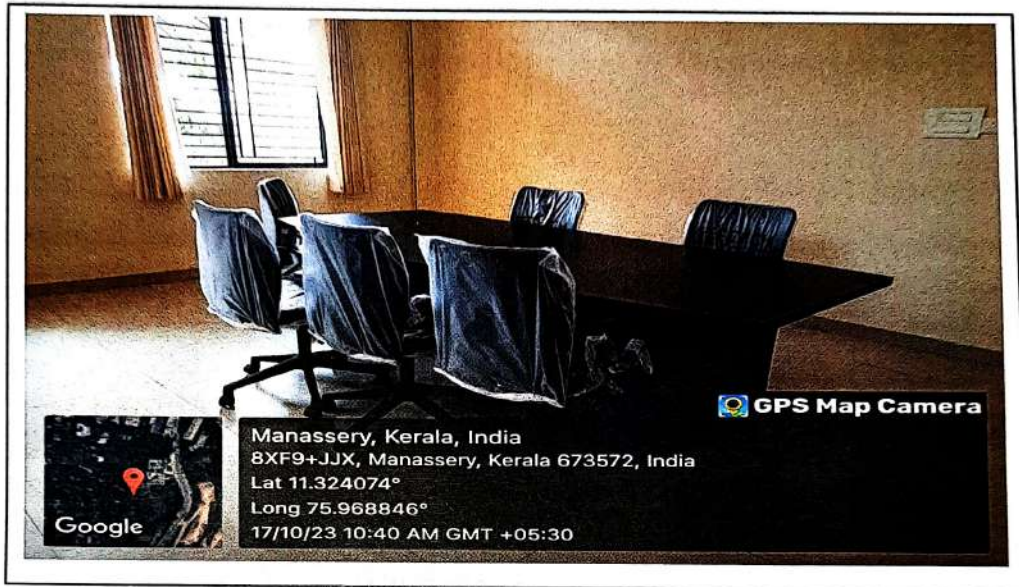 GPS Map Camera
Manassery, Kerala, India
8XF9+JJX, Manassery, Kerala 673572, India
Lat 11.324074°
Long 75.968846°
17/10/23 10:40 AM GMT +05:30
Google